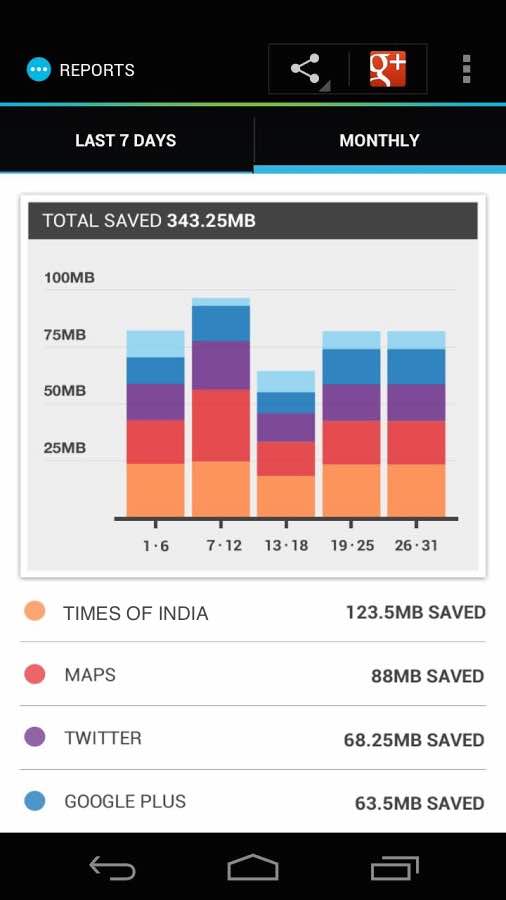 REPORTS
g+
LAST 7 DAYS
MONTHLY
TOTAL SAVED 343.25MB
100MB
75MB
50MB
25MB
1·6 7·12 13·18 19·25 26·31
TIMES OF INDIA 123.5MB SAVED
MAPS 88MB SAVED
TWITTER 68.25MB SAVED
GOOGLE PLUS 63.5MB SAVED